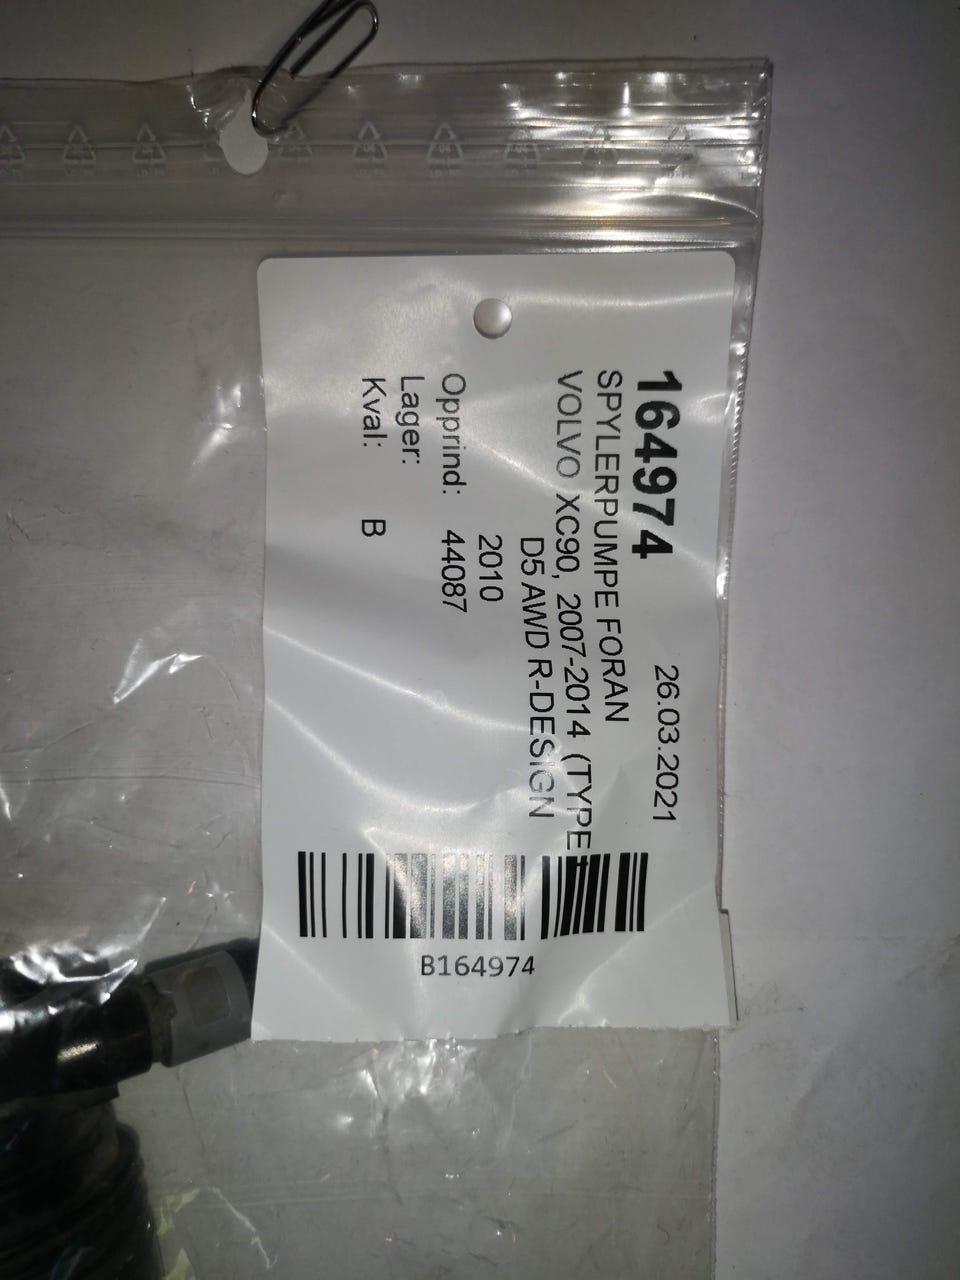 164974 26.03.2021
SPYLERPUMPE FORAN
VOLVO XC90, 2007-2014 (TYPE
D5 AWD R-DESIGN
2010
Opprind: 44087
Lager:
Kval: B
B164974